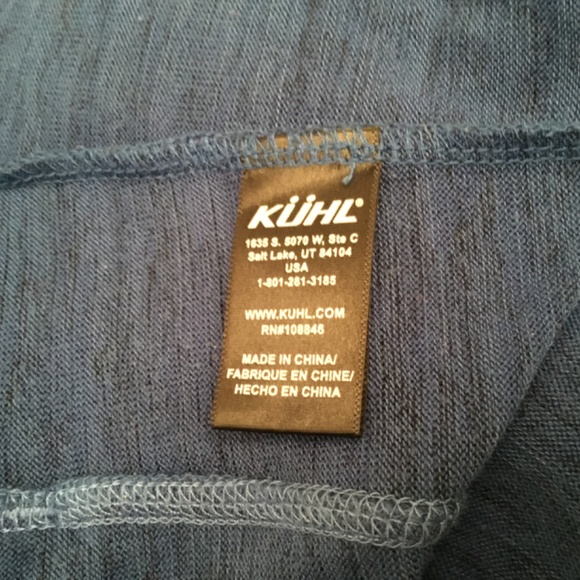 KÜHL®
1635 S. 5070 W, Ste C
Salt Lake, UT 84104
USA
1-801-261-3185
WWW.KUHL.COM
RN#108846
MADE IN CHINA/
FABRIQUE EN CHINE/
HECHO EN CHINA